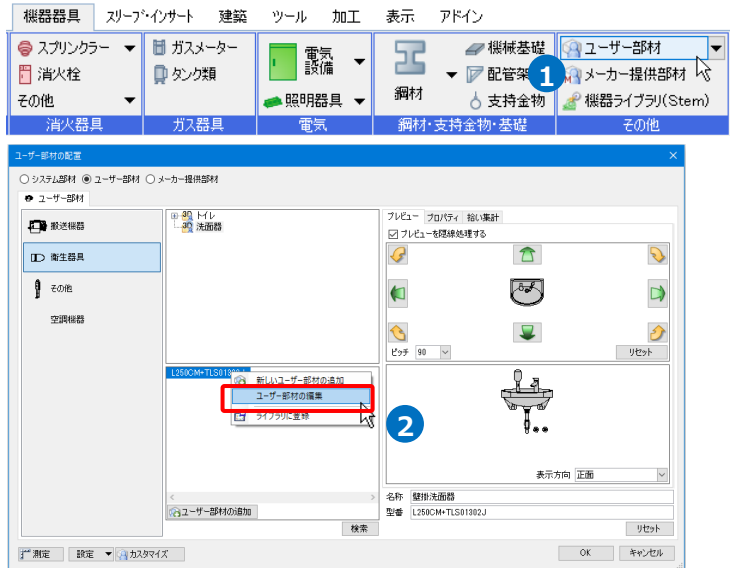 機器器具 スリーブ・インサート 建築 ツール 加工 表示 アドイン
スプリンクラー ガスメーター 電気設備 機械基礎 ユーザー部材
消火栓 タンク類 配管架 メーカー提供部材
その他 照明器具 鋼材 支持金物 機器ライブラリ(Stem)
消火器具 ガス器具 電気 鋼材・支持金物・基礎 その他
1
ユーザー部材の配置
システム部材 ユーザー部材 メーカー提供部材
ユーザー部材
搬送機器
衛生器具
その他
空調機器
トイレ
洗面器
L250CM+TLS01302J
新しいユーザー部材の追加
ユーザー部材の編集
ライブラリに登録
2
ユーザー部材の追加
検索
プレビュー プロパティ 拾い集計
プレビューを隠線処理する
ピッチ 90 リセット
表示方向 正面
名称 壁掛洗面器
型番 L250CM+TLS01302J
リセット
測定 設定 カスタマイズ OK キャンセル